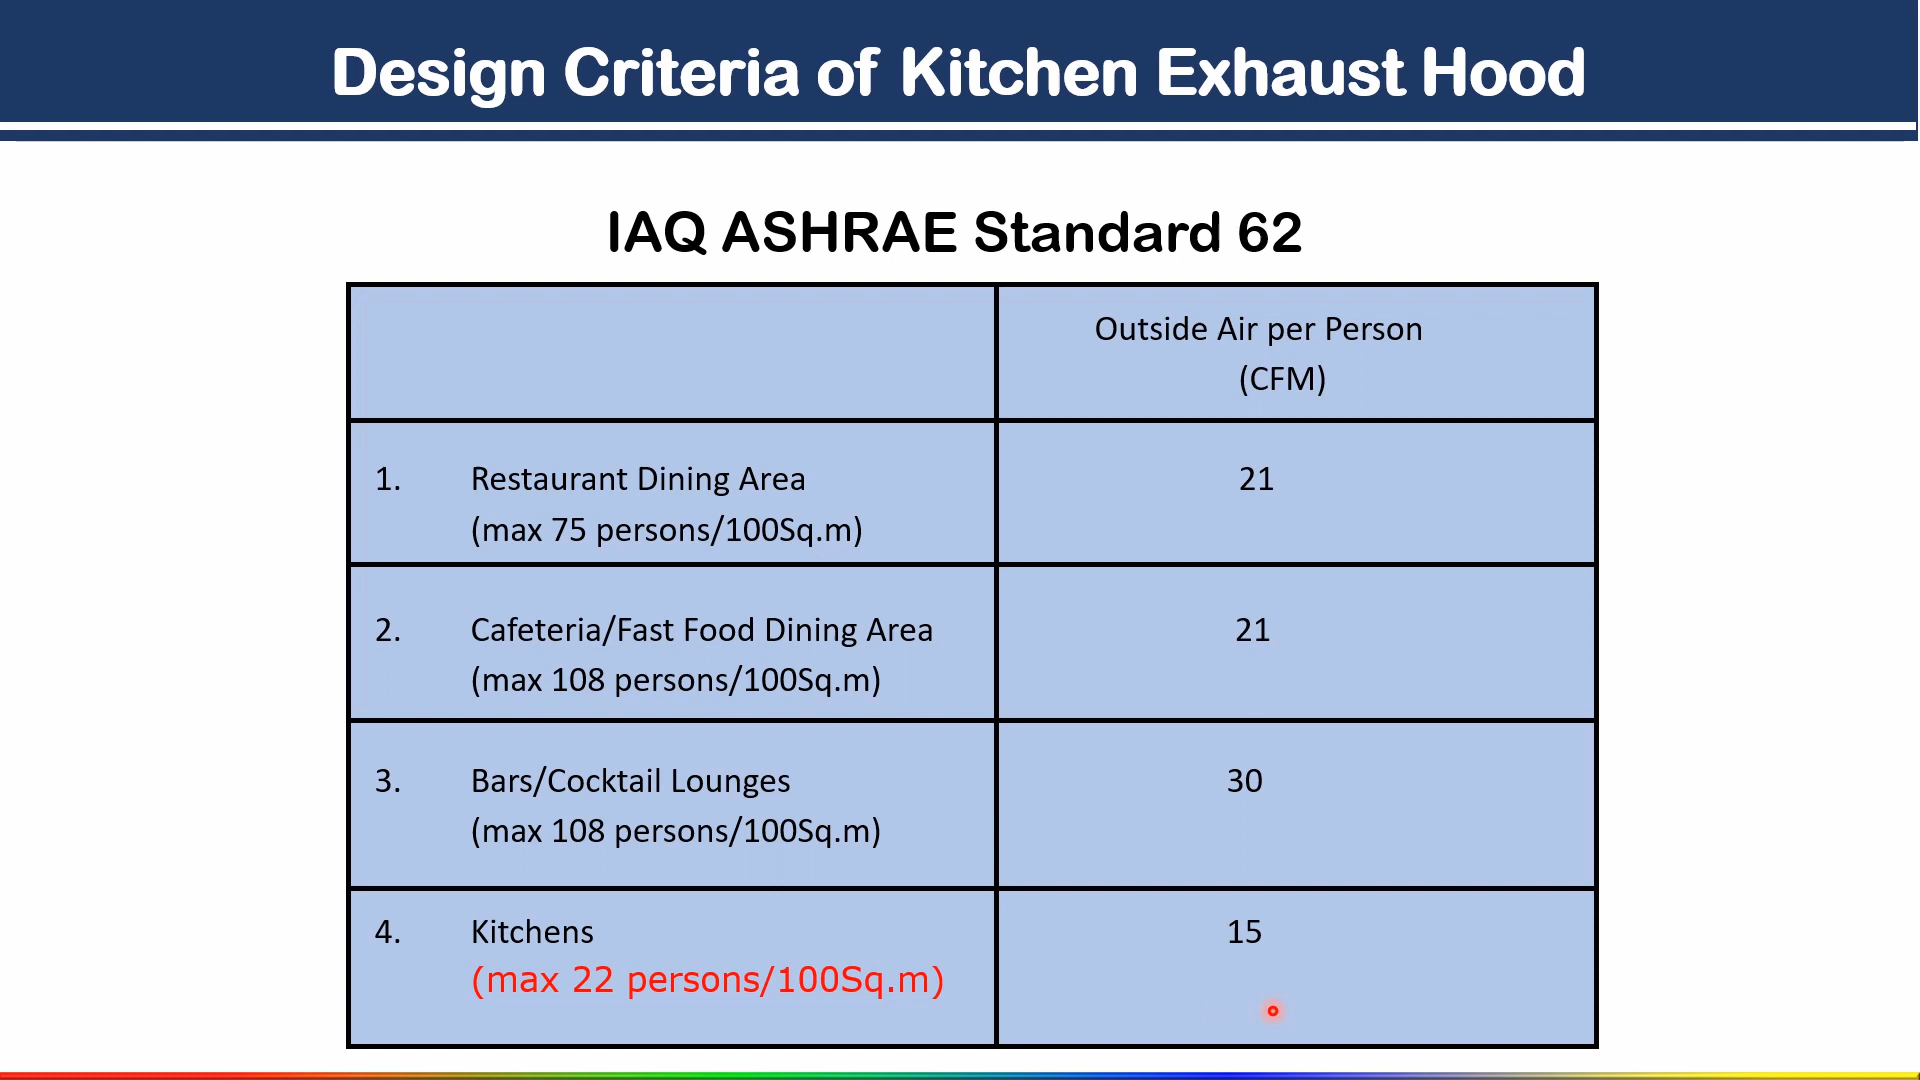 Design Criteria of Kitchen Exhaust Hood
IAQ ASHRAE Standard 62
Outside Air per Person
(CFM)
1. Restaurant Dining Area 21
(max 75 persons/100Sq.m)
2. Cafeteria/Fast Food Dining Area 21
(max 108 persons/100Sq.m)
3. Bars/Cocktail Lounges 30
(max 108 persons/100Sq.m)
4. Kitchens 15
(max 22 persons/100Sq.m)